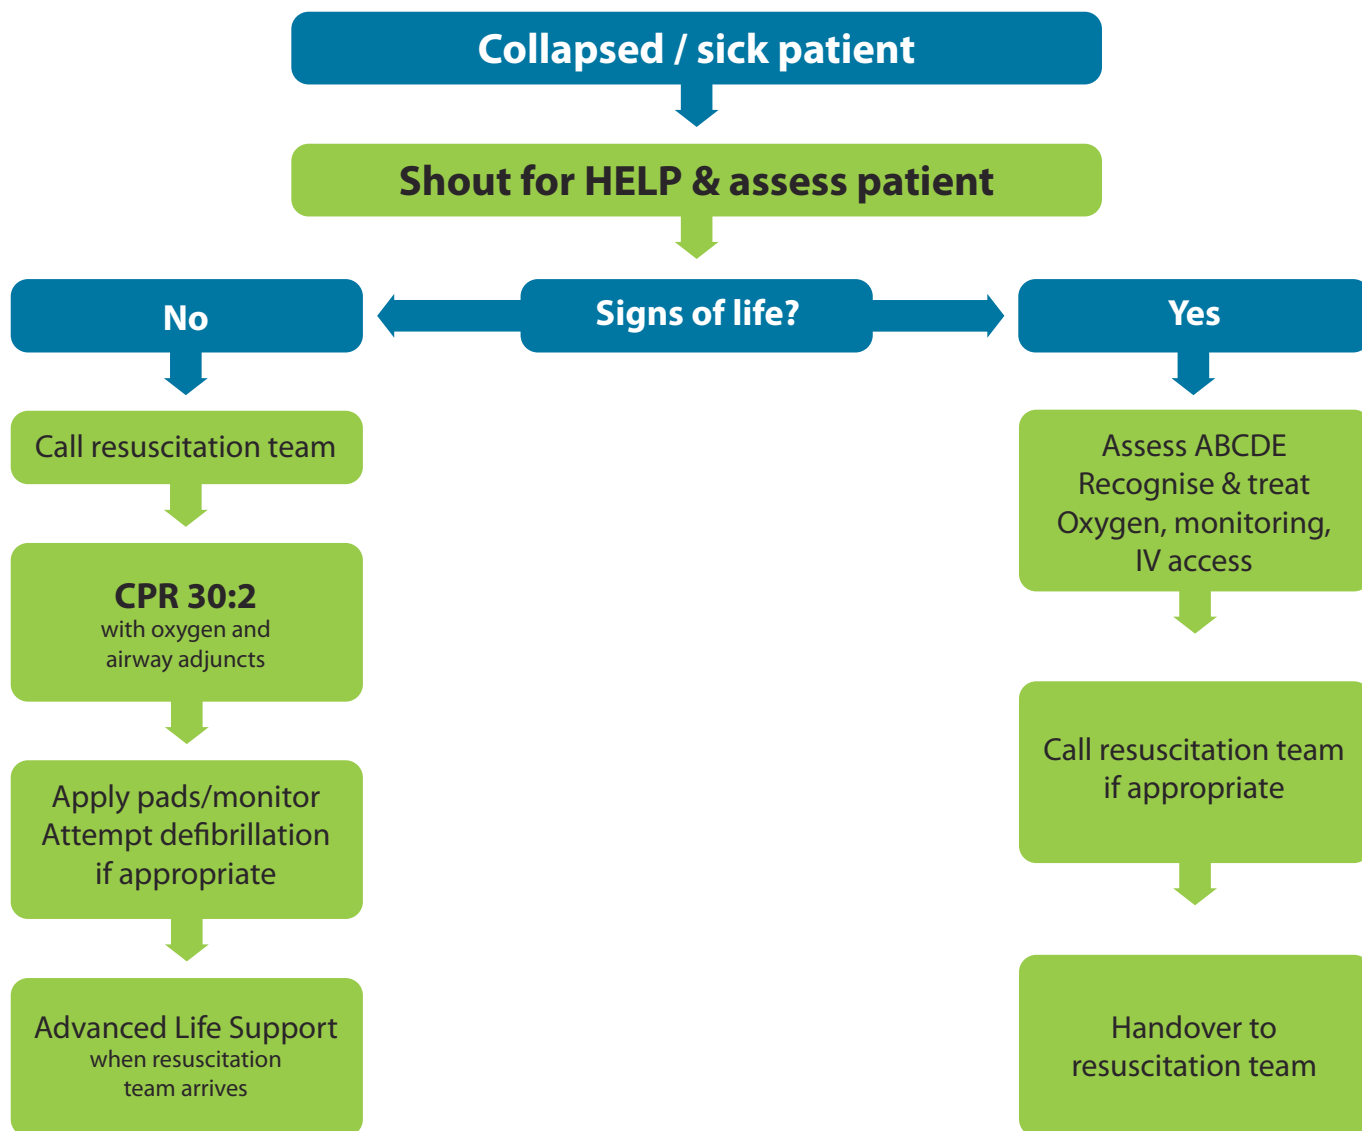 Collapsed / sick patient
Shout for HELP & assess patient
Signs of life?
No
Call resuscitation team
CPR 30:2
with oxygen and
airway adjuncts
Apply pads/monitor
Attempt defibrillation
if appropriate
Advanced Life Support
when resuscitation
team arrives
Yes
Assess ABCDE
Recognise & treat
Oxygen, monitoring,
IV access
Call resuscitation team
if appropriate
Handover to
resuscitation team